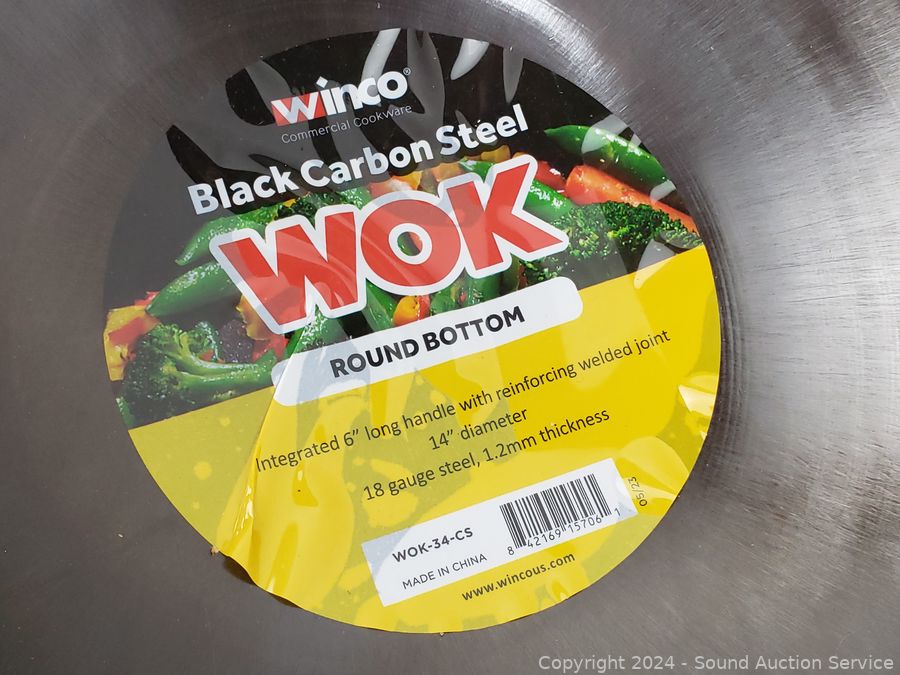 winco®
Commercial Cookware
Black Carbon Steel
WOK
ROUND BOTTOM
Integrated 6” long handle with reinforcing welded joint
14” diameter
18 gauge steel, 1.2mm thickness
WOK-34-CS
MADE IN CHINA
8 42169 15706 1
05/23
www.wincous.com
Copyright 2024 - Sound Auction Service